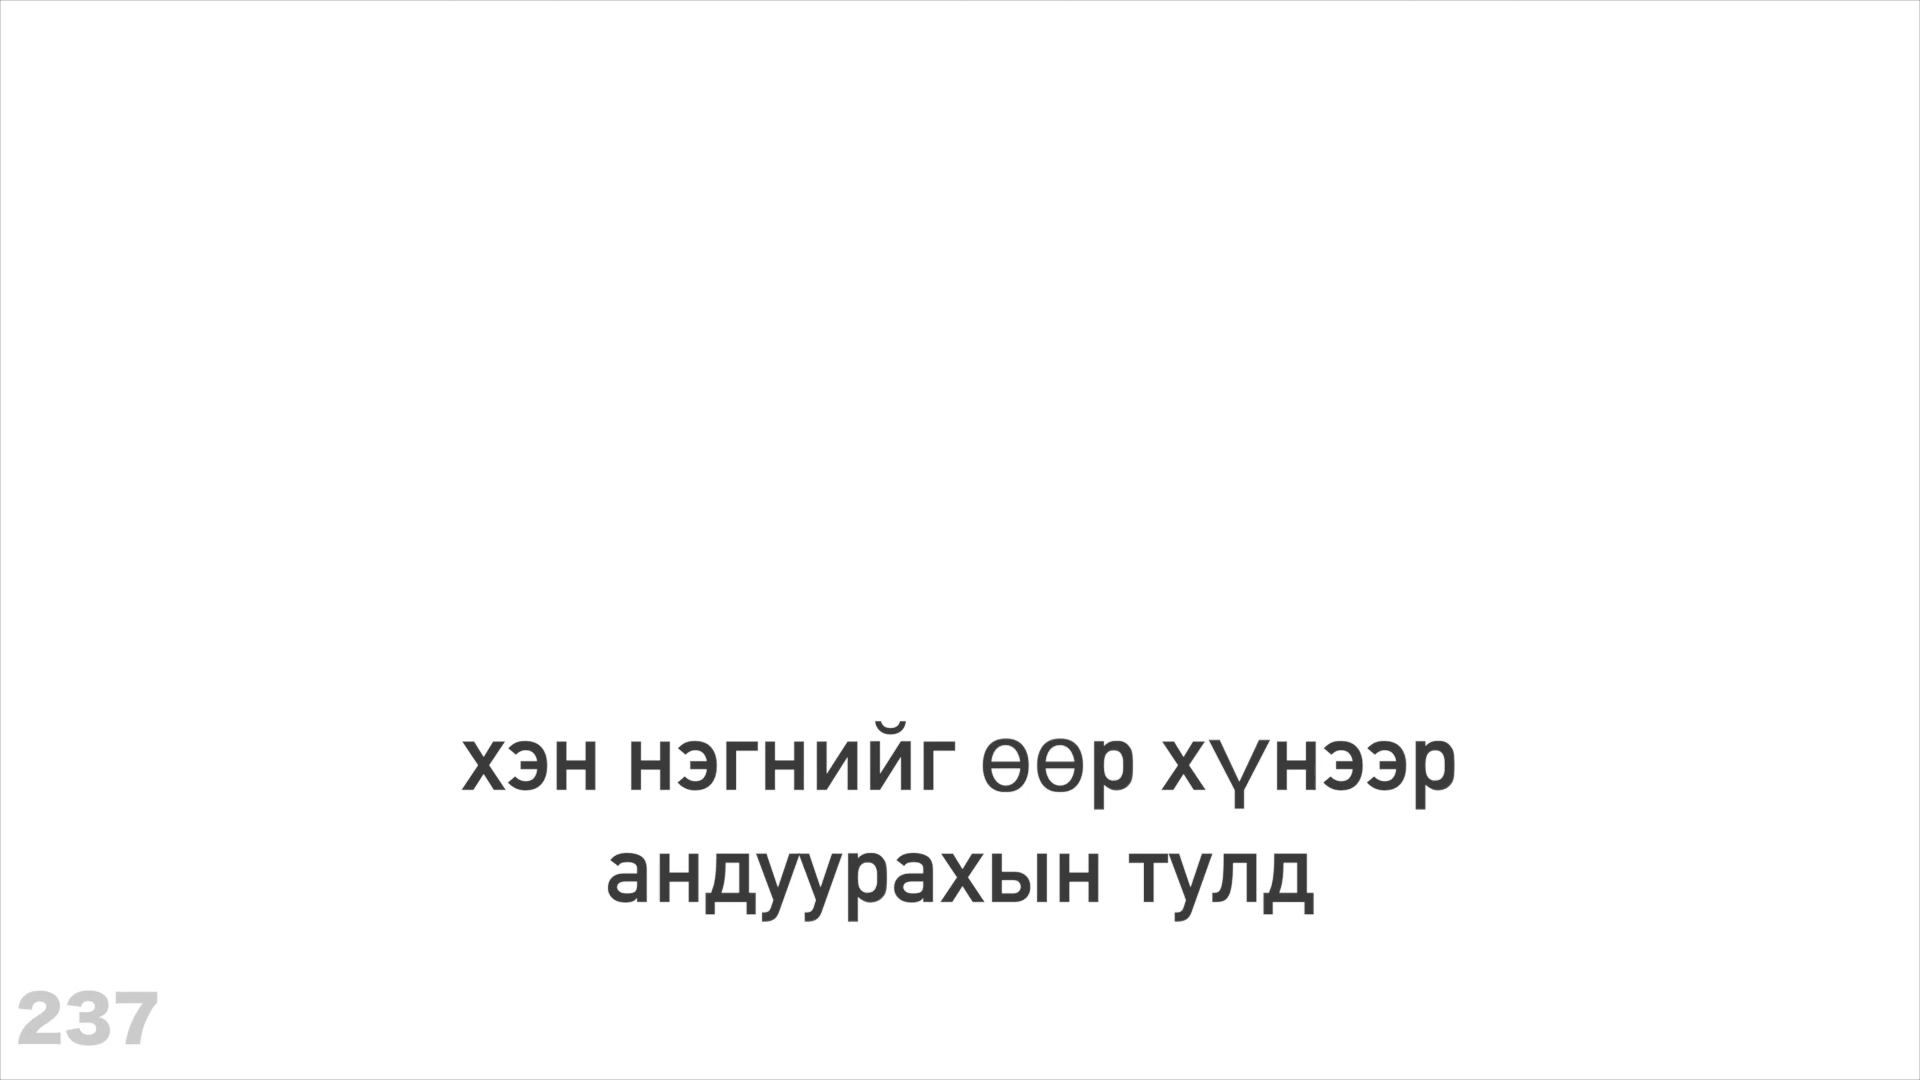 хэн нэгнийг өөр хүнээр
андуурахын тулд
237